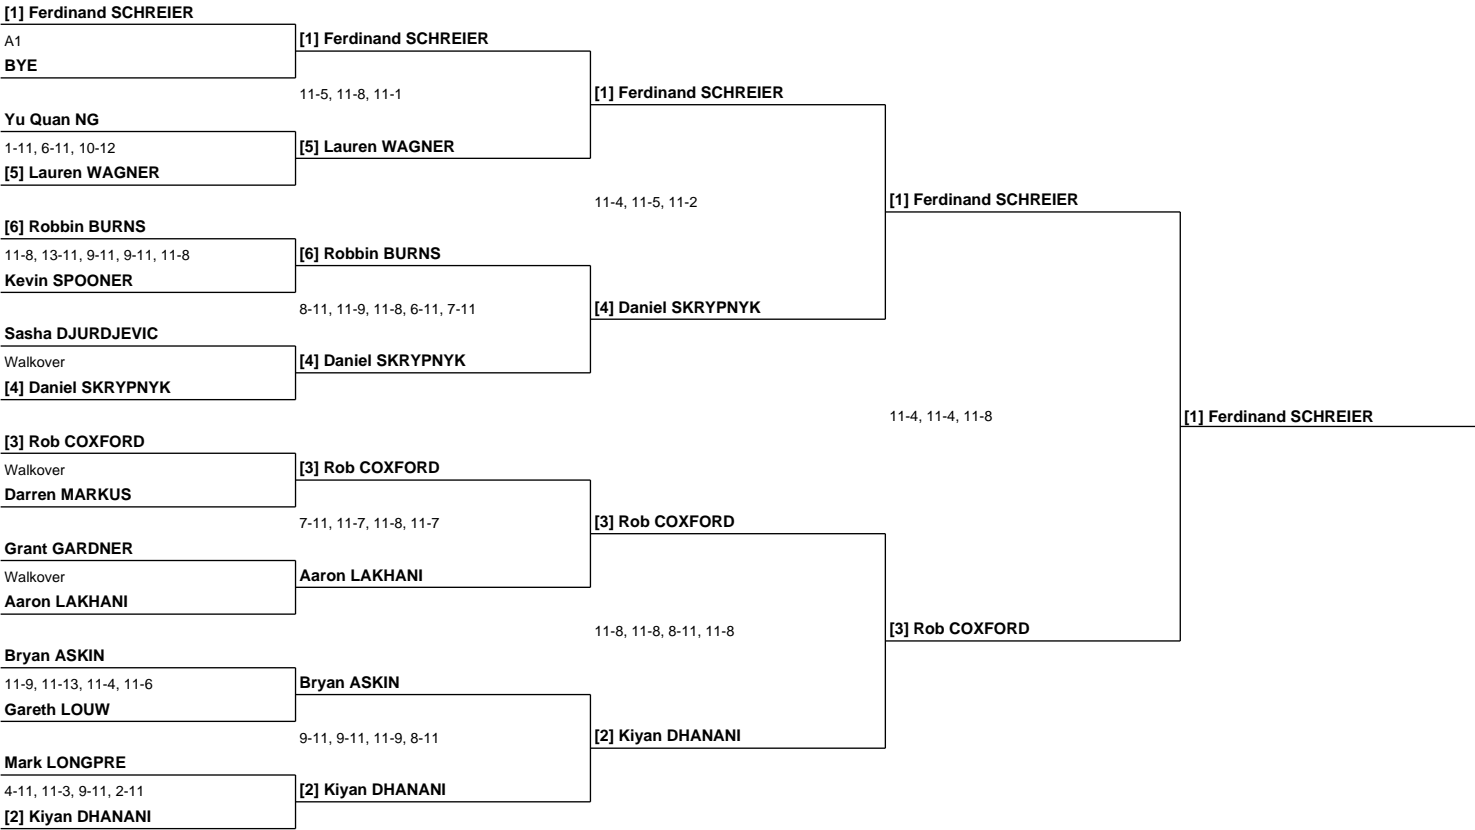 [1] Ferdinand SCHREIER
A1
BYE
[1] Ferdinand SCHREIER
11-5, 11-8, 11-1
Yu Quan NG
1-11, 6-11, 10-12
[5] Lauren WAGNER
[5] Lauren WAGNER
[1] Ferdinand SCHREIER
11-4, 11-5, 11-2
[6] Robbin BURNS
11-8, 13-11, 9-11, 9-11, 11-8
Kevin SPOONER
[6] Robbin BURNS
8-11, 11-9, 11-8, 6-11, 7-11
Sasha DJURDJEVIC
Walkover
[4] Daniel SKRYPNYK
[4] Daniel SKRYPNYK
[4] Daniel SKRYPNYK
[1] Ferdinand SCHREIER
11-4, 11-4, 11-8
[1] Ferdinand SCHREIER
[3] Rob COXFORD
Walkover
Darren MARKUS
[3] Rob COXFORD
7-11, 11-7, 11-8, 11-7
Grant GARDNER
Walkover
Aaron LAKHANI
Aaron LAKHANI
[3] Rob COXFORD
11-8, 11-8, 8-11, 11-8
[3] Rob COXFORD
Bryan ASKIN
11-9, 11-13, 11-4, 11-6
Gareth LOUW
Bryan ASKIN
9-11, 9-11, 11-9, 8-11
Mark LONGPRE
4-11, 11-3, 9-11, 2-11
[2] Kiyan DHANANI
[2] Kiyan DHANANI
[2] Kiyan DHANANI